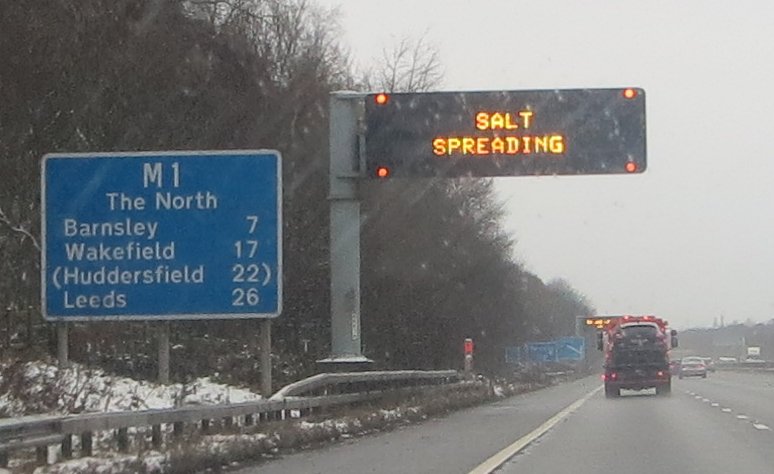 M1
The North
Barnsley 7
Wakefield 17
(Huddersfield 22)
Leeds 26
SALT
SPREADING